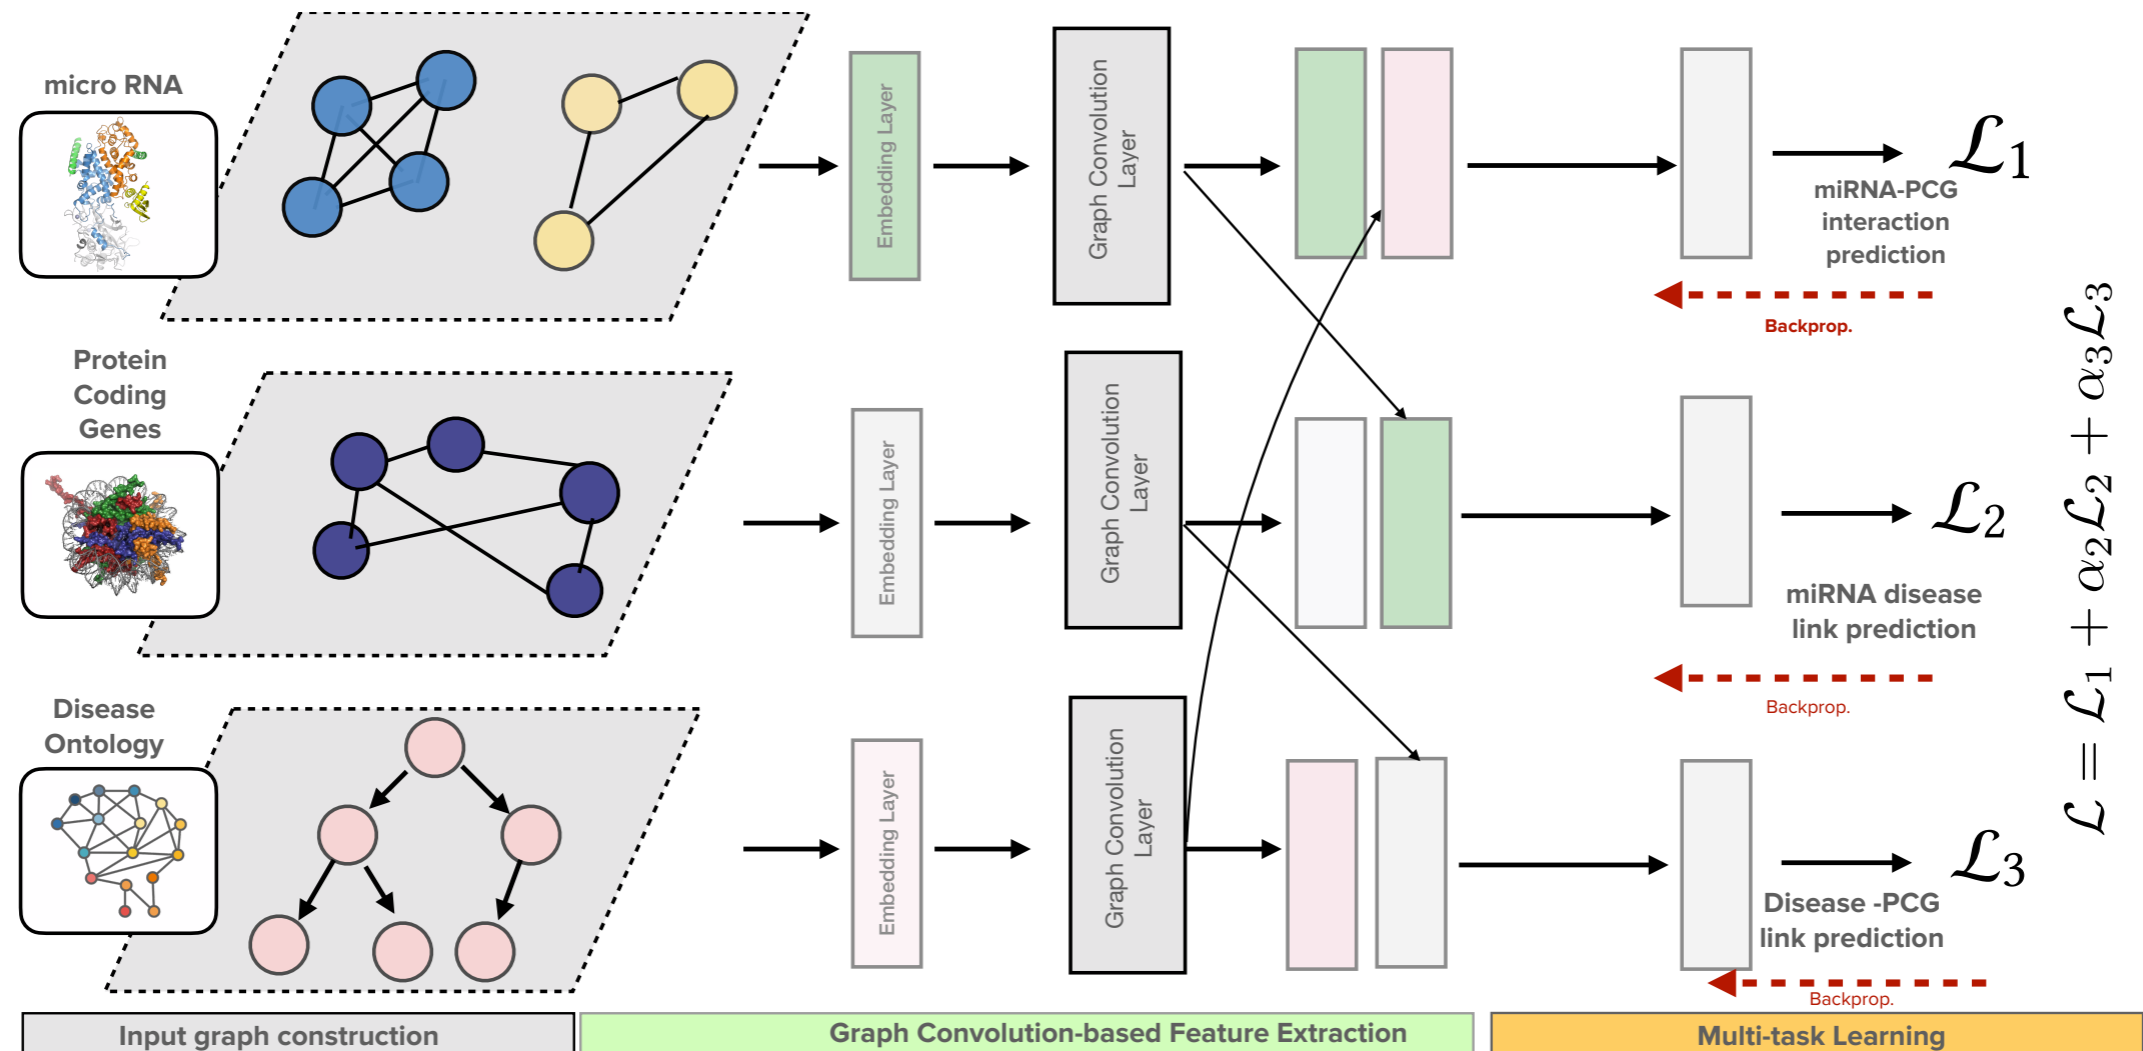 micro RNA
Embedding Layer
Graph Convolution
Layer
ℒ1
miRNA-PCG
interaction
prediction
Backprop.
Protein
Coding
Genes
Embedding Layer
Graph Convolution
Layer
ℒ2
miRNA disease
link prediction
Backprop.
Disease
Ontology
Embedding Layer
Graph Convolution
Layer
ℒ3
Disease -PCG
link prediction
Backprop.
ℒ = ℒ1 + α2ℒ2 + α3ℒ3
Input graph construction
Graph Convolution-based Feature Extraction
Multi-task Learning